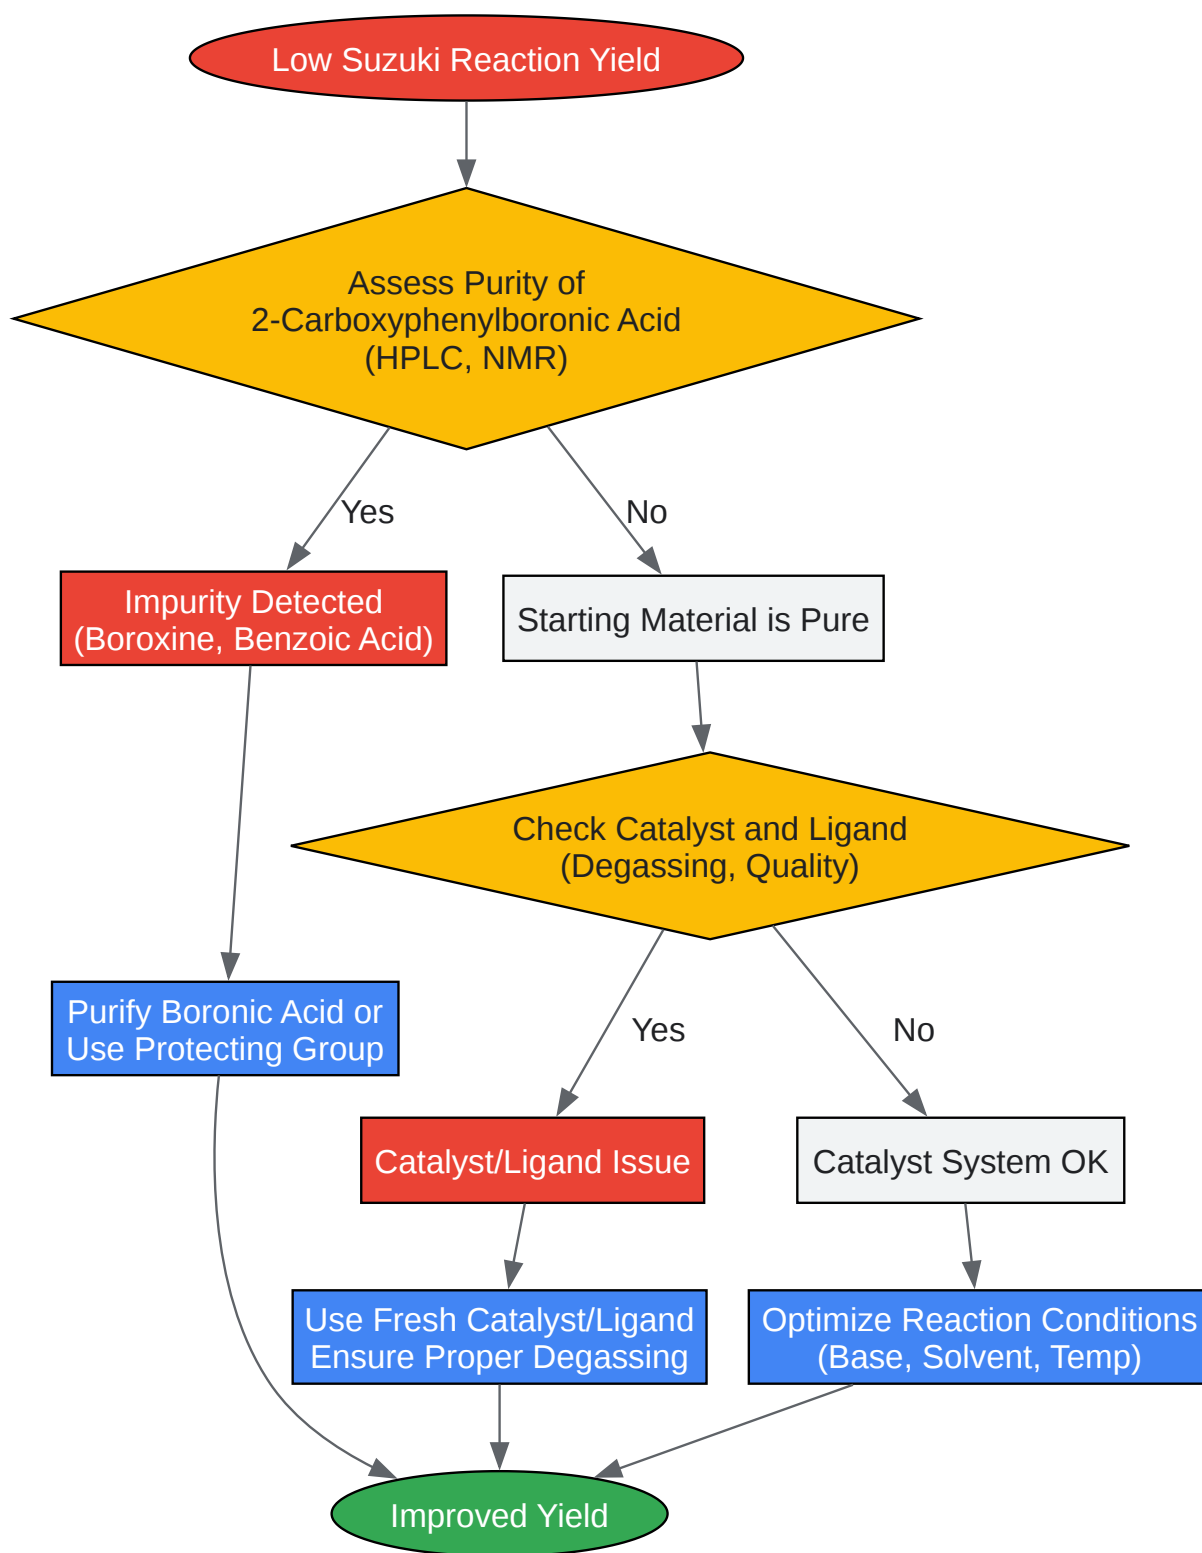 Low Suzuki Reaction Yield
Assess Purity of
2-Carboxyphenylboronic Acid
(HPLC, NMR)
Yes
No
Impurity Detected
(Boroxine, Benzoic Acid)
Starting Material is Pure
Check Catalyst and Ligand
(Degassing, Quality)
Purify Boronic Acid or
Use Protecting Group
Yes
No
Catalyst/Ligand Issue
Catalyst System OK
Use Fresh Catalyst/Ligand
Ensure Proper Degassing
Optimize Reaction Conditions
(Base, Solvent, Temp)
Improved Yield